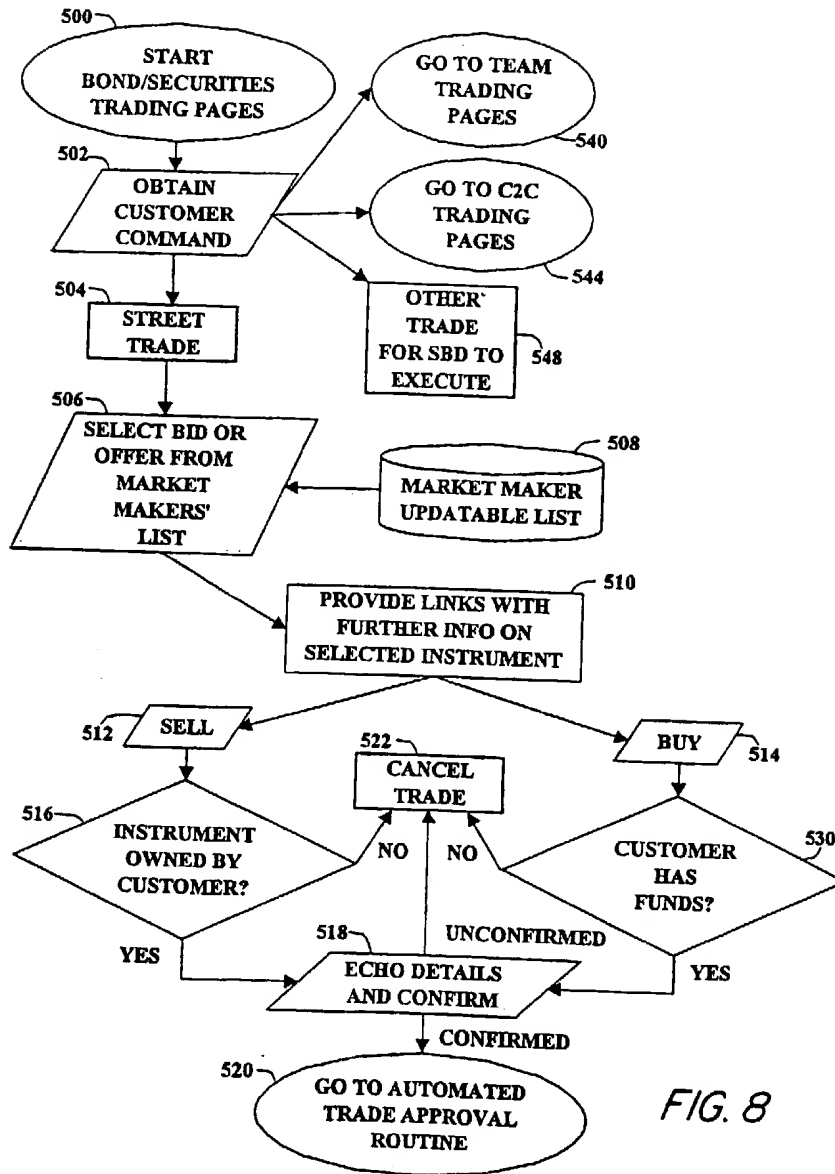 500
START
BOND/SECURITIES
TRADING PAGES
GO TO TEAM
TRADING
PAGES
540
502
OBTAIN
CUSTOMER
COMMAND
GO TO C2C
TRADING
PAGES
544
504
STREET
TRADE
OTHER
TRADE
FOR SBD TO
EXECUTE
548
506
SELECT BID OR
OFFER FROM
MARKET
MAKERS'
LIST
508
MARKET MAKER
UPDATABLE LIST
510
PROVIDE LINKS WITH
FURTHER INFO ON
SELECTED INSTRUMENT
512
SELL
522
CANCEL
TRADE
BUY
514
516
INSTRUMENT
OWNED BY
CUSTOMER?
NO
NO
530
CUSTOMER
HAS
FUNDS?
YES
518
UNCONFIRMED
YES
ECHO DETAILS
AND CONFIRM
CONFIRMED
520
GO TO AUTOMATED
TRADE APPROVAL
ROUTINE
FIG. 8